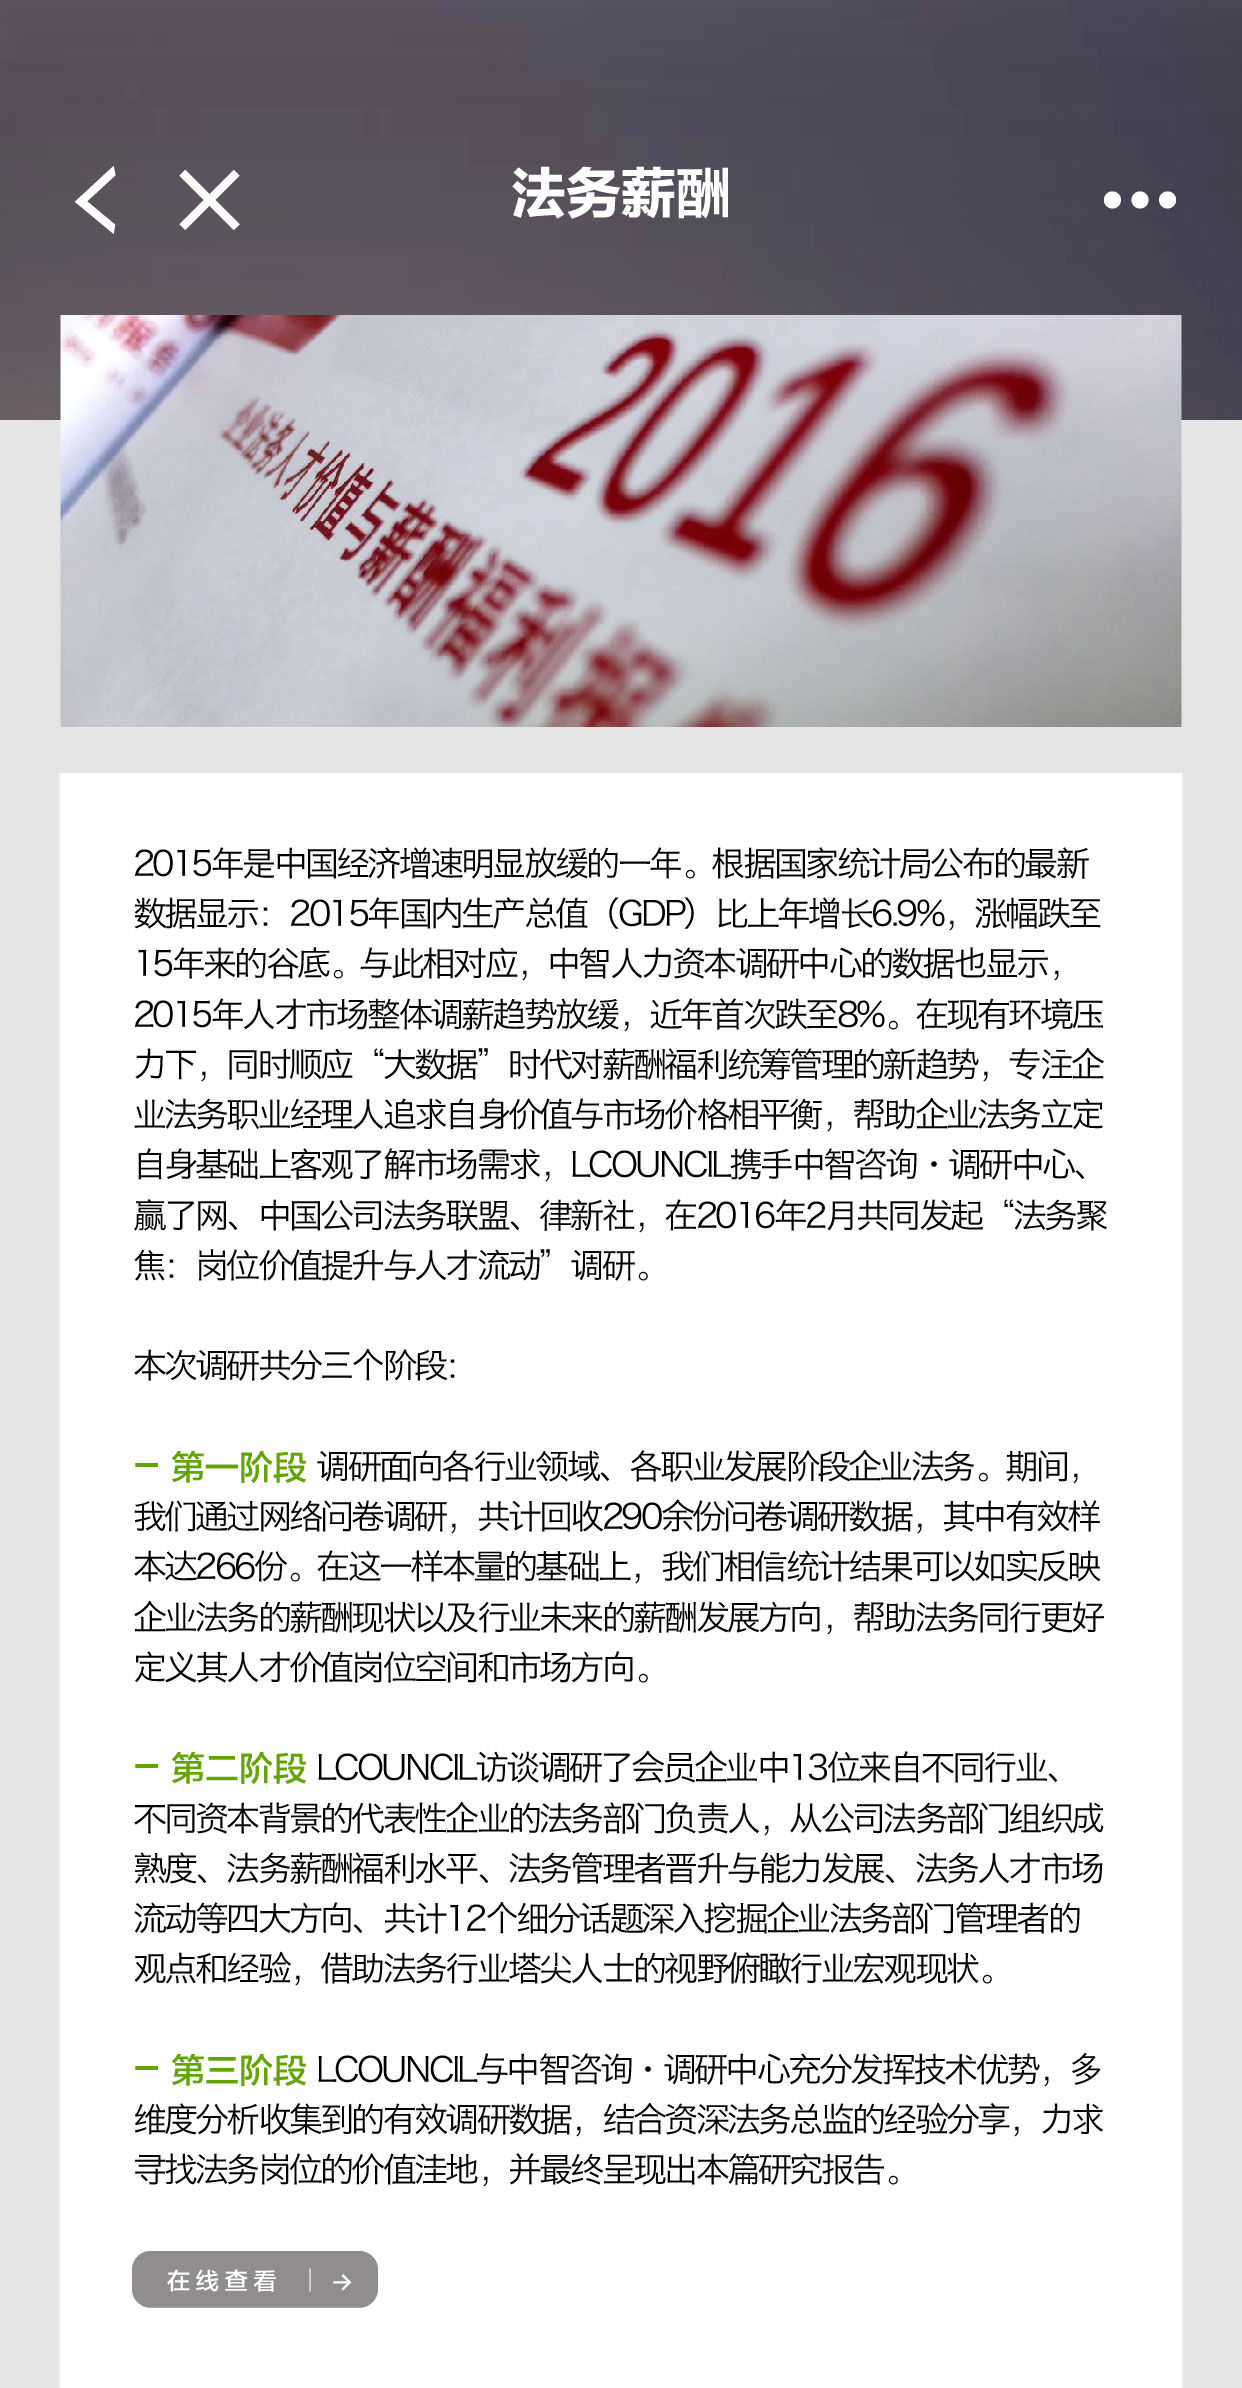 法务薪酬
2016
企业法务人才价值与薪酬福利报告
2015年是中国经济增速明显放缓的一年。根据国家统计局公布的最新
数据显示：2015年国内生产总值（GDP）比上年增长6.9%，涨幅跌至
15年来的谷底。与此相对应，中智人力资本调研中心的数据也显示，
2015年人才市场整体调薪趋势放缓，近年首次跌至8%。在现有环境压
力下，同时顺应“大数据”时代对薪酬福利统筹管理的新趋势，专注企
业法务职业经理人追求自身价值与市场价格相平衡，帮助企业法务立定
自身基础上客观了解市场需求，LCOUNCIL携手中智咨询·调研中心、
赢了网、中国公司法务联盟、律新社，在2016年2月共同发起“法务聚
焦：岗位价值提升与人才流动”调研。
本次调研共分三个阶段：
– 第一阶段 调研面向各行业领域、各职业发展阶段企业法务。期间，
我们通过网络问卷调研，共计回收290余份问卷调研数据，其中有效样
本达266份。在这一样本量的基础上，我们相信统计结果可以如实反映
企业法务的薪酬现状以及行业未来的薪酬发展方向，帮助法务同行更好
定义其人才价值岗位空间和市场方向。
– 第二阶段 LCOUNCIL访谈调研了会员企业中13位来自不同行业、
不同资本背景的代表性企业的法务部门负责人，从公司法务部门组织成
熟度、法务薪酬福利水平、法务管理者晋升与能力发展、法务人才市场
流动等四大方向、共计12个细分话题深入挖掘企业法务部门管理者的
观点和经验，借助法务行业塔尖人士的视野俯瞰行业宏观现状。
– 第三阶段 LCOUNCIL与中智咨询·调研中心充分发挥技术优势，多
维度分析收集到的有效调研数据，结合资深法务总监的经验分享，力求
寻找法务岗位的价值洼地，并最终呈现出本篇研究报告。
在线查看 | →